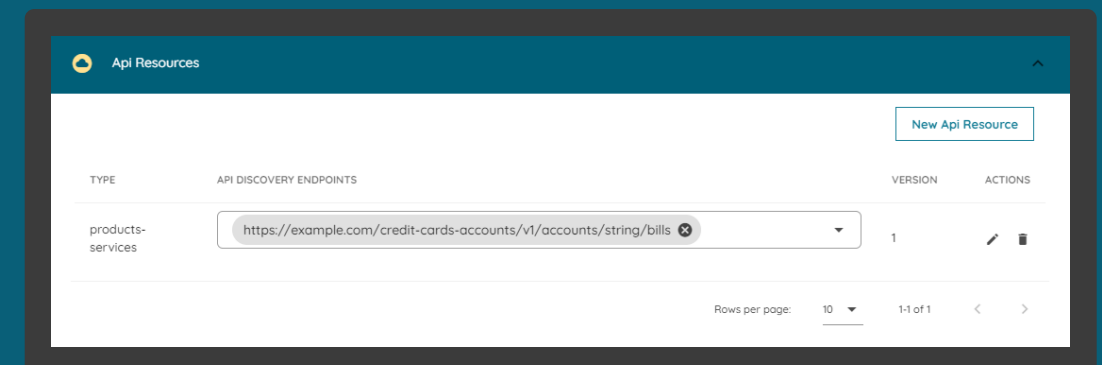 Api Resources
New Api Resource
TYPE API DISCOVERY ENDPOINTS VERSION ACTIONS
products-
services
https://example.com/credit-cards-accounts/v1/accounts/string/bills
1
Rows per page: 10 1-1 of 1